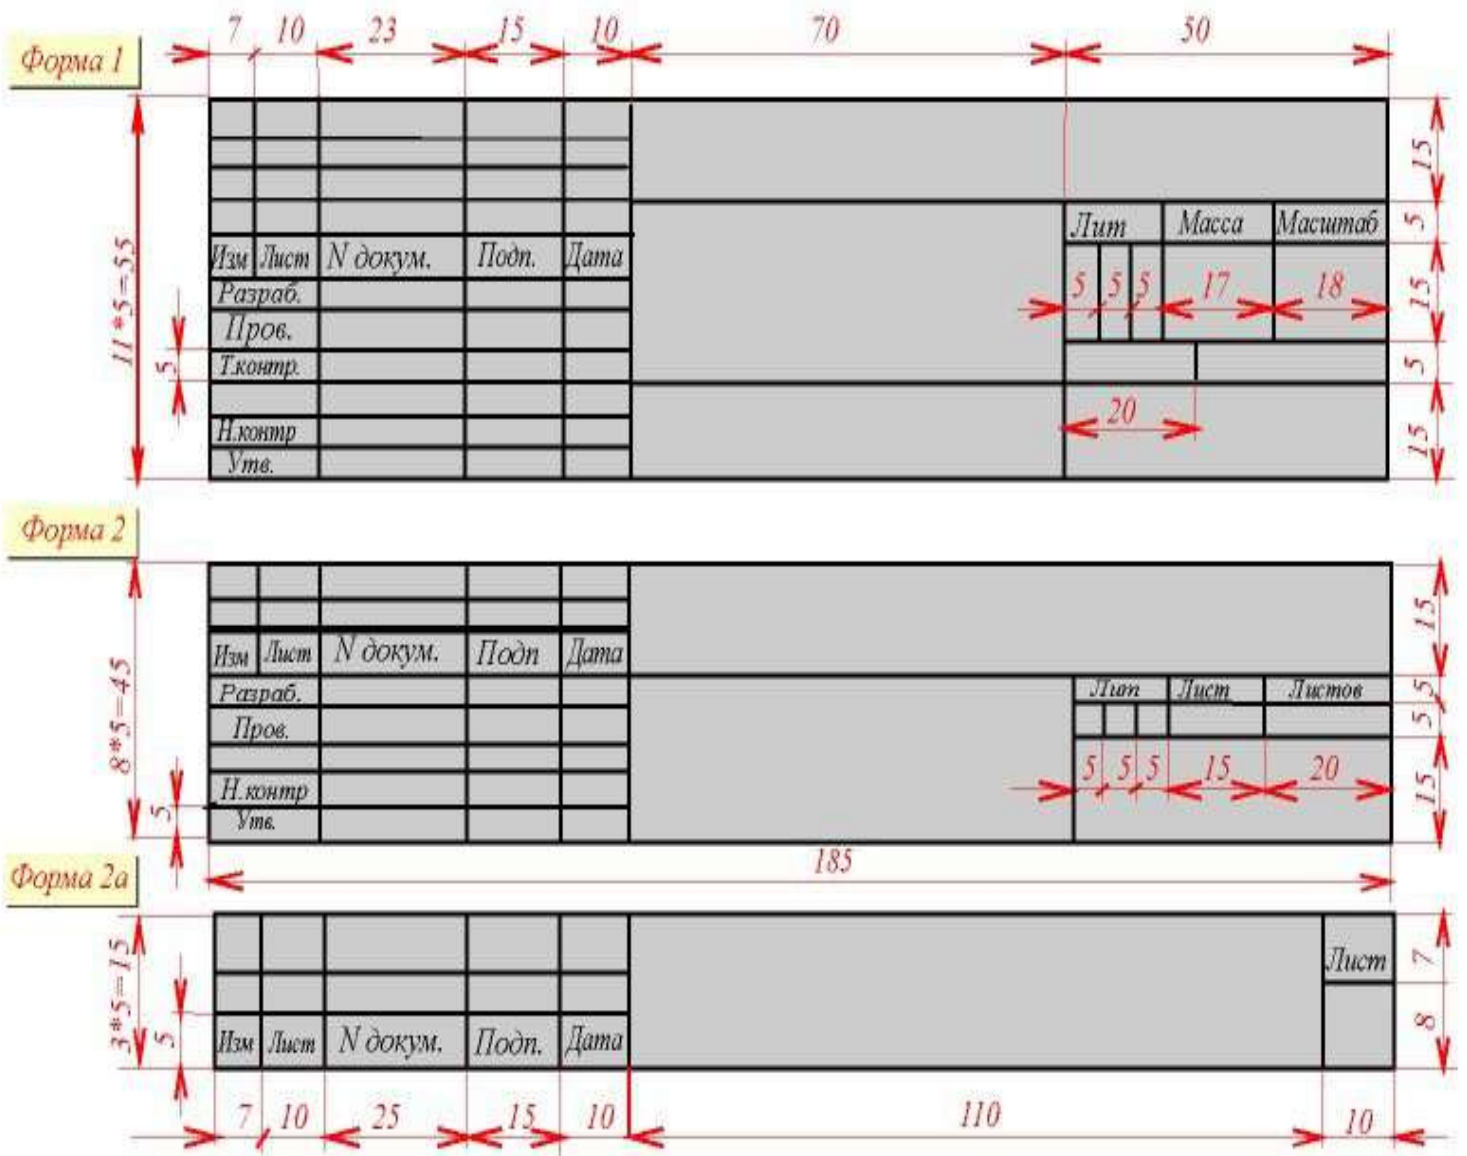 Форма 1
7 10 23 15 10 70 50
11*5=55
5
Изм Лист N докум. Подп. Дата
Разраб.
Пров.
Т.контр.
Н.контр
Утв.
Лит Масса Масштаб
5 5 5 17 18
20
15
5
15
5
15
Форма 2
8*5=45
5
Изм Лист N докум. Подп Дата
Разраб.
Пров.
Н.контр
Утв.
Лит Лист Листов
5 5 5 15 20
15
5
5
15
185
Форма 2а
3*5=15
5
Изм Лист N докум. Подп. Дата
Лист
7
8
7 10 25 15 10 110 10